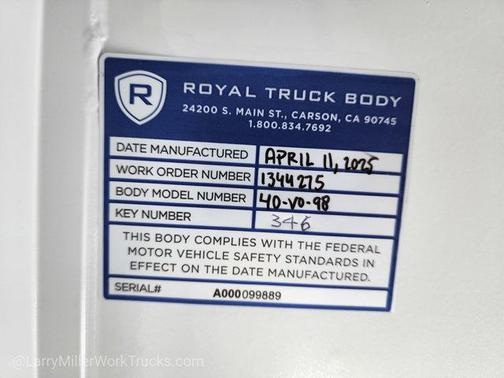 R
ROYAL TRUCK BODY
24200 S. MAIN ST., CARSON, CA 90745
1.800.834.7692
DATE MANUFACTURED APRIL 11, 2025
WORK ORDER NUMBER 1344275
BODY MODEL NUMBER 40-VO-98
KEY NUMBER 346
THIS BODY COMPLIES WITH THE FEDERAL
MOTOR VEHICLE SAFETY STANDARDS IN
EFFECT ON THE DATE MANUFACTURED.
SERIAL# A000099889
@LarryMillerWorkTrucks.com